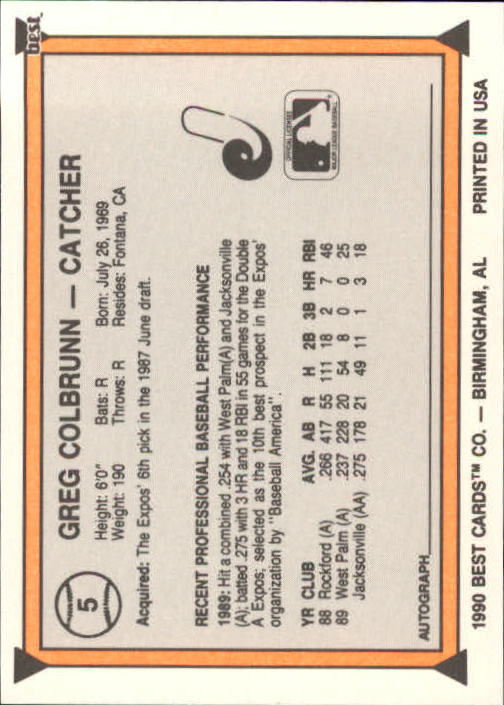 best
5
GREG COLBRUNN — CATCHER
Height: 6'0" Bats: R Born: July 26, 1969
Weight: 190 Throws: R Resides: Fontana, CA
Acquired: The Expos' 6th pick in the 1987 June draft.
RECENT PROFESSIONAL BASEBALL PERFORMANCE
1989: Hit a combined .254 with West Palm(A) and Jacksonville
(A); batted .275 with 3 HR and 18 RBI in 55 games for the Double
A Expos; selected as the 10th best prospect in the Expos'
organization by "Baseball America".
YR CLUB AVG. AB R H 2B 3B HR RBI
88 Rockford (A) .266 417 55 111 18 2 7 46
89 West Palm (A) .237 228 20 54 8 0 0 25
Jacksonville (AA) .275 178 21 49 11 1 3 18
OFFICIAL LICENSEE
MAJOR LEAGUE BASEBALL
AUTOGRAPH
1990 BEST CARDS™ CO. — BIRMINGHAM, AL PRINTED IN USA